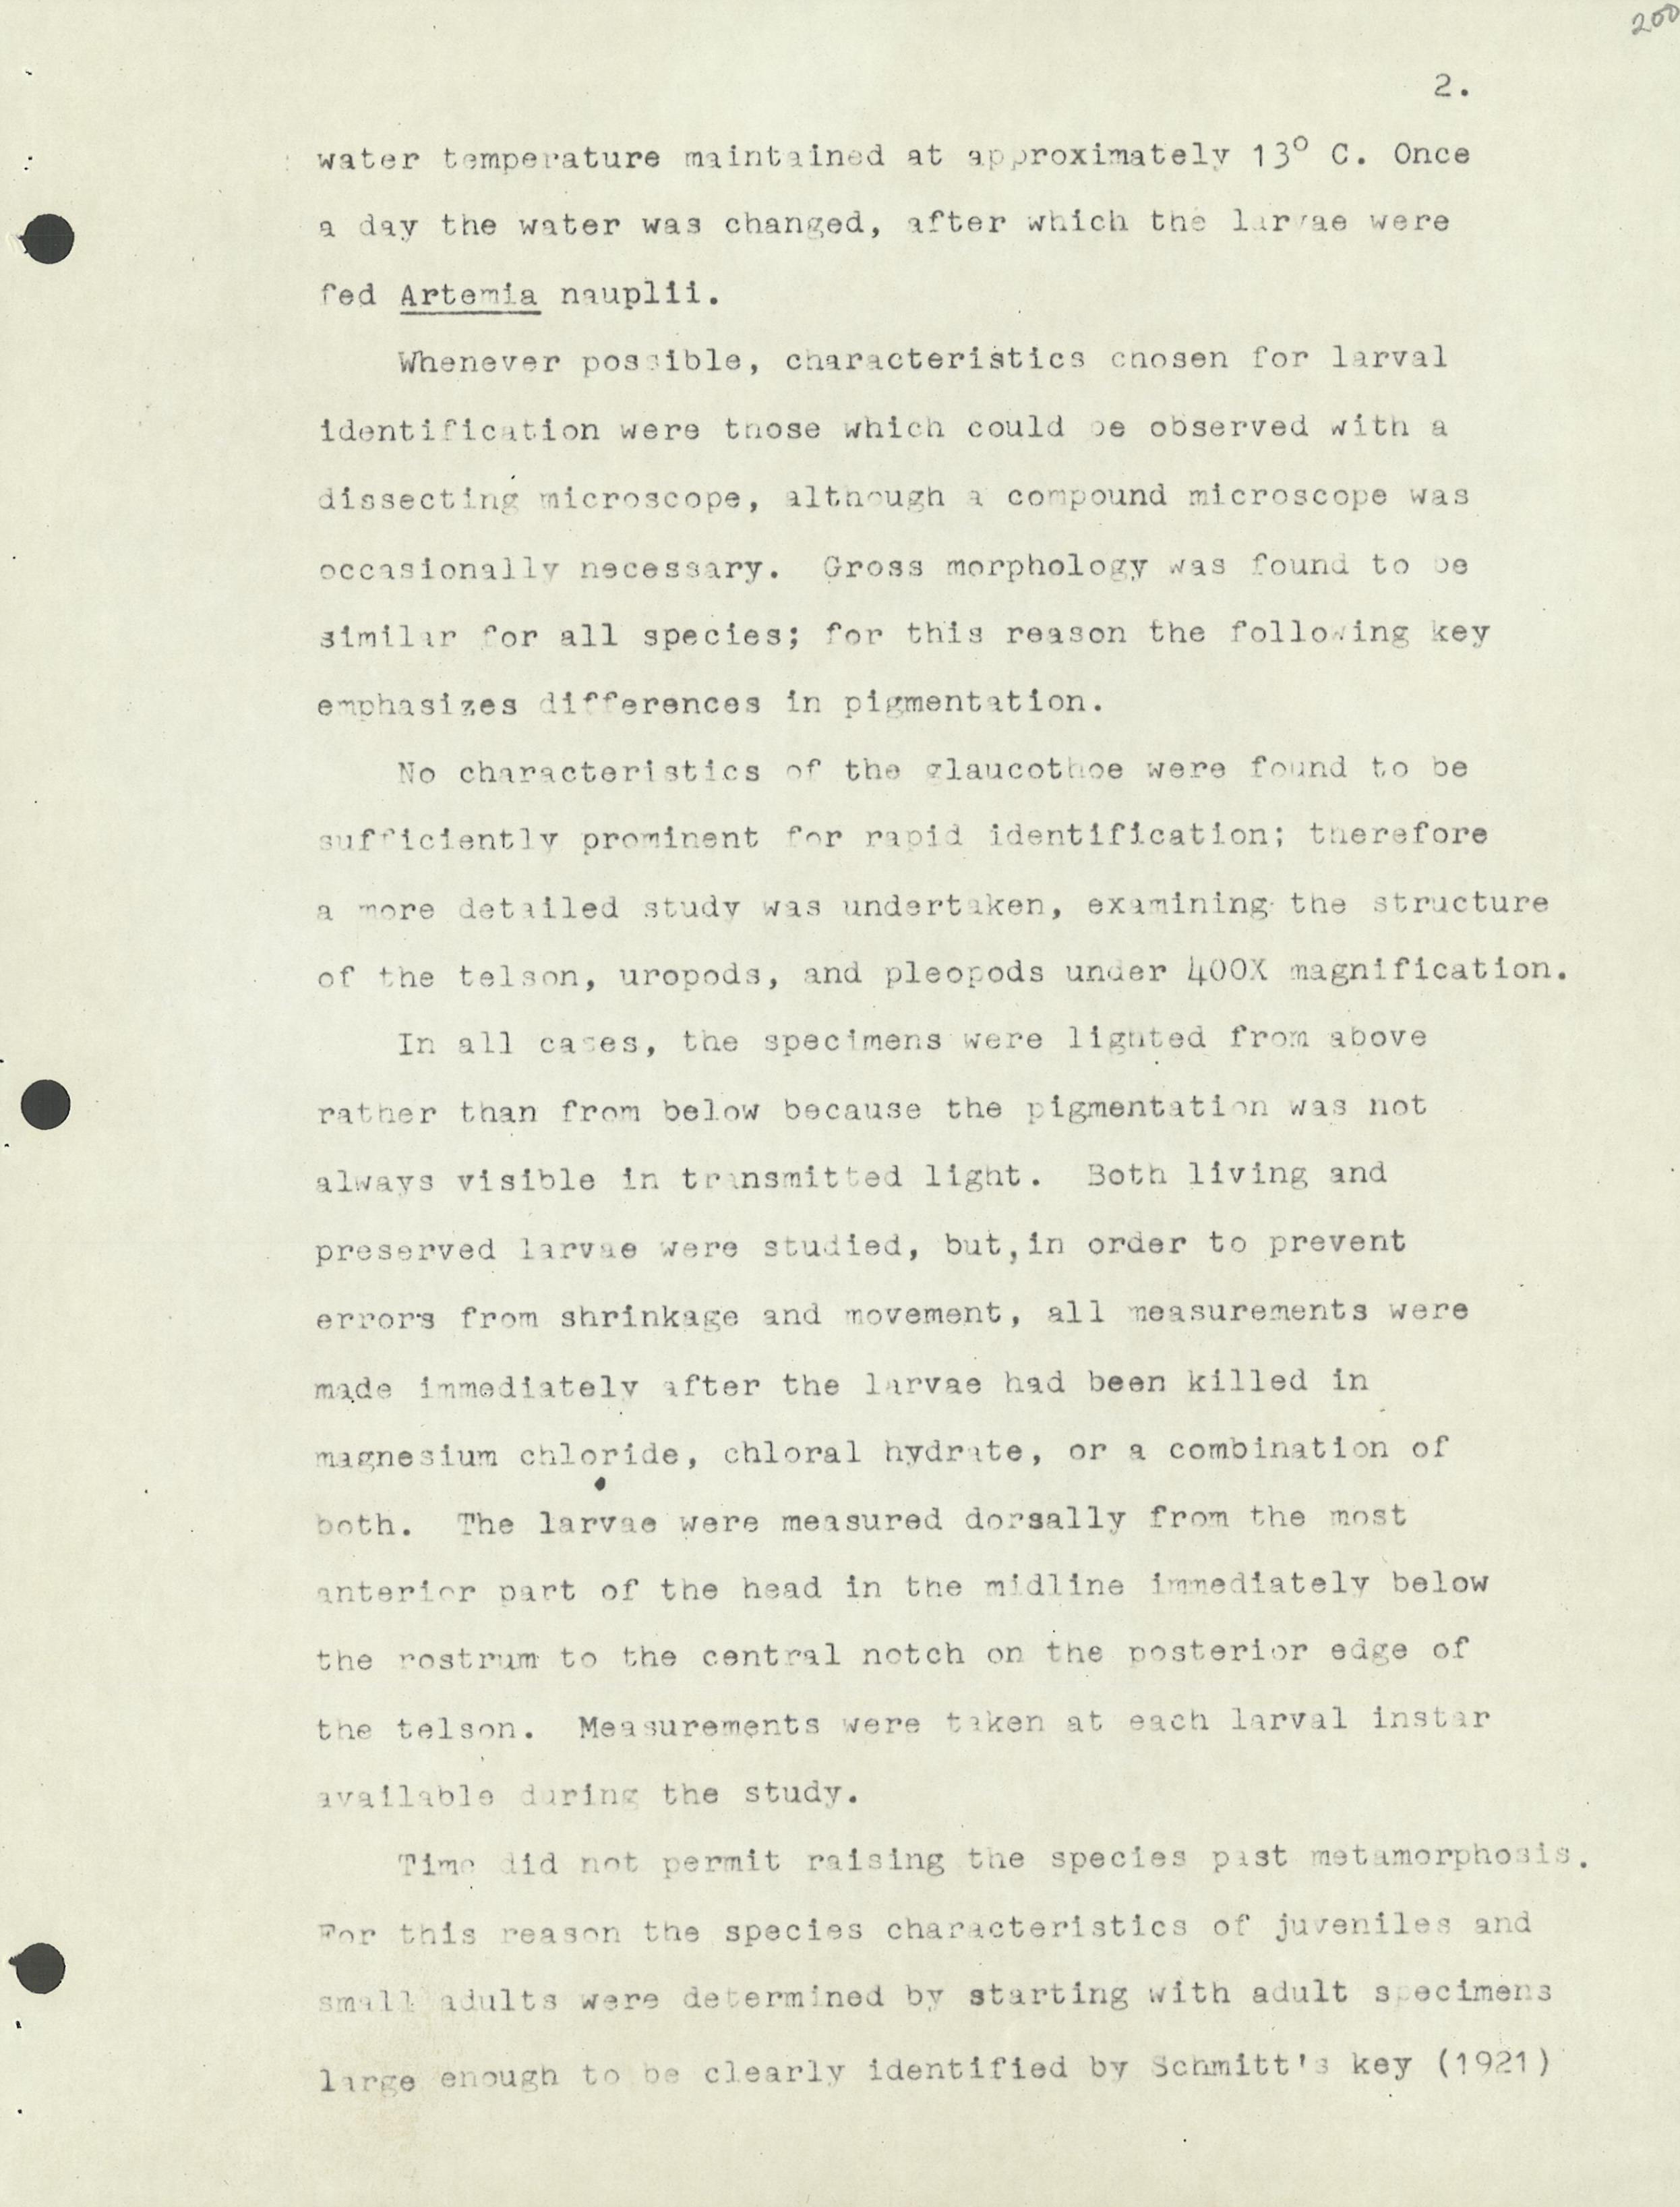 200
2.
water temperature maintained at approximately 13° C. Once
a day the water was changed, after which the larvae were
fed Artemia nauplii.
Whenever possible, characteristics chosen for larval
identification were those which could be observed with a
dissecting microscope, although a compound microscope was
occasionally necessary. Gross morphology was found to be
similar for all species; for this reason the following key
emphasizes differences in pigmentation.
No characteristics of the glaucothoe were found to be
sufficiently prominent for rapid identification; therefore
a more detailed study was undertaken, examining the structure
of the telson, uropods, and pleopods under 400X magnification.
In all cases, the specimens were lighted from above
rather than from below because the pigmentation was not
always visible in transmitted light. Both living and
preserved larvae were studied, but, in order to prevent
errors from shrinkage and movement, all measurements were
made immediately after the larvae had been killed in
magnesium chloride, chloral hydrate, or a combination of
both. The larvae were measured dorsally from the most
anterior part of the head in the midline immediately below
the rostrum to the central notch on the posterior edge of
the telson. Measurements were taken at each larval instar
available during the study.
Time did not permit raising the species past metamorphosis.
For this reason the species characteristics of juveniles and
small adults were determined by starting with adult specimens
large enough to be clearly identified by Schmitt's key (1921)